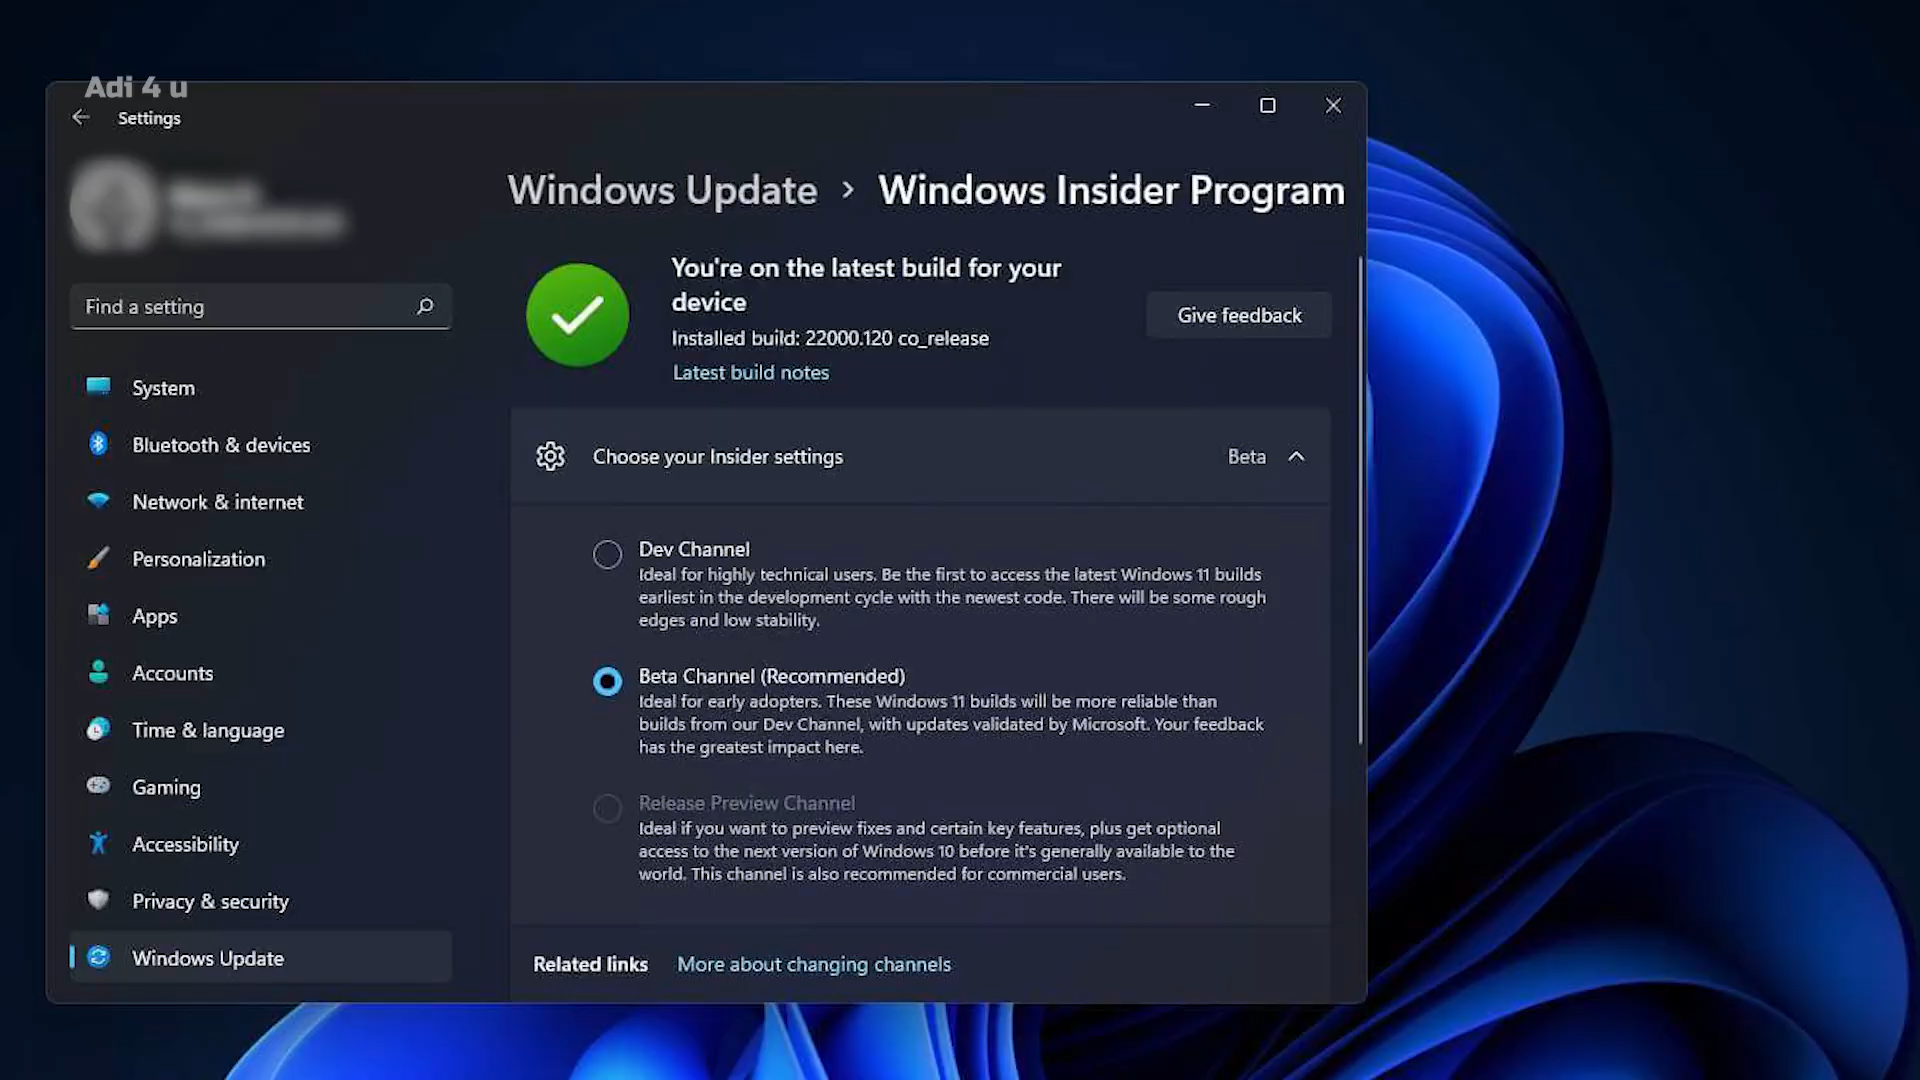 Adi 4 u
Settings
Windows Update > Windows Insider Program
You're on the latest build for your
device
Installed build: 22000.120 co_release
Latest build notes
Give feedback
Find a setting
System
Bluetooth & devices
Network & internet
Personalization
Apps
Accounts
Time & language
Gaming
Accessibility
Privacy & security
Windows Update
Choose your Insider settings
Beta
Dev Channel
Ideal for highly technical users. Be the first to access the latest Windows 11 builds
earliest in the development cycle with the newest code. There will be some rough
edges and low stability.
Beta Channel (Recommended)
Ideal for early adopters. These Windows 11 builds will be more reliable than
builds from our Dev Channel, with updates validated by Microsoft. Your feedback
has the greatest impact here.
Release Preview Channel
Ideal if you want to preview fixes and certain key features, plus get optional
access to the next version of Windows 10 before it's generally available to the
world. This channel is also recommended for commercial users.
Related links
More about changing channels